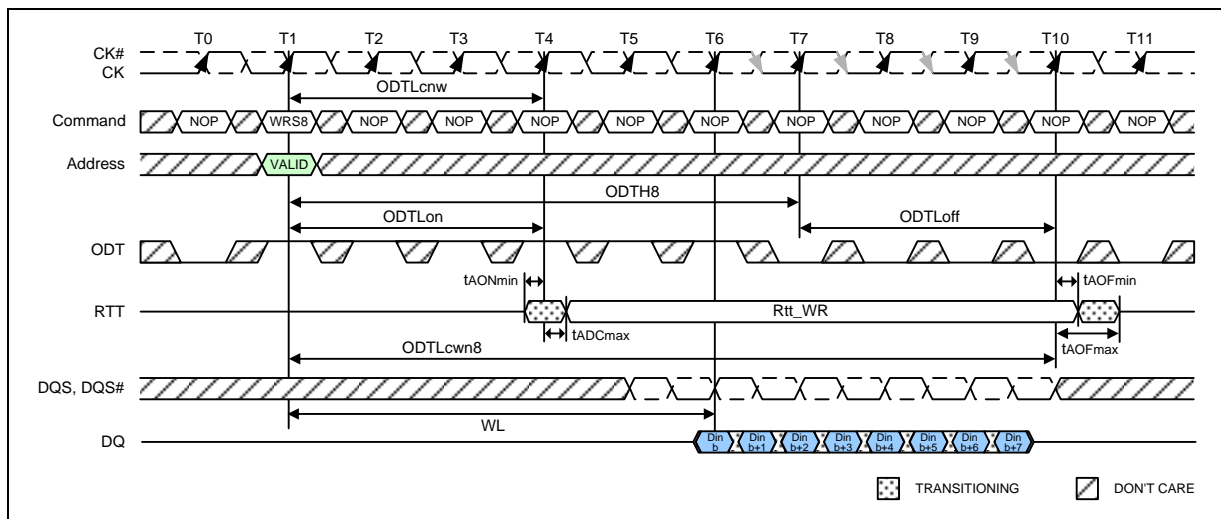 T0 T1 T2 T3 T4 T5 T6 T7 T8 T9 T10 T11
CK#
CK
ODTLcnw
Command NOP WRS8 NOP NOP NOP NOP NOP NOP NOP NOP NOP NOP
Address VALID
ODTH8
ODTLon ODTLoff
ODT
tAONmin tAOFmin
RTT Rtt_WR
tADCmax
ODTLcwn8 tAOFmax
DQS, DQS#
WL
DQ Din b Din b+1 Din b+2 Din b+3 Din b+4 Din b+5 Din b+6 Din b+7
TRANSITIONING DON'T CARE